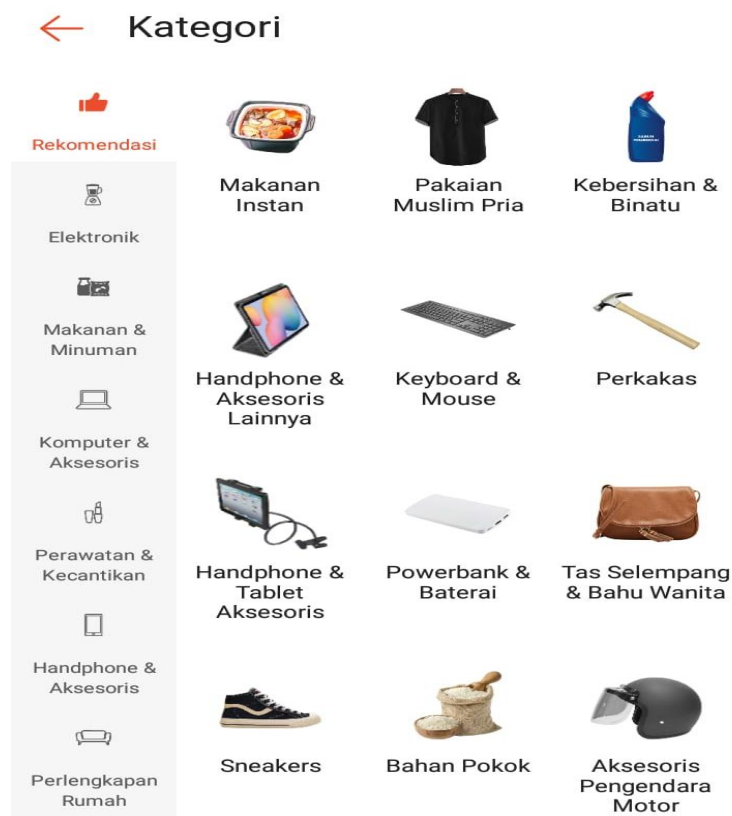 Kategori
Rekomendasi
Elektronik
Makanan &
Minuman
Komputer &
Aksesoris
Perawatan &
Kecantikan
Handphone &
Aksesoris
Perlengkapan
Rumah
Makanan
Instan
Pakaian
Muslim Pria
Kebersihan &
Binatu
Handphone &
Aksesoris
Lainnya
Keyboard &
Mouse
Perkakas
Handphone &
Tablet
Aksesoris
Powerbank &
Baterai
Tas Selempang
& Bahu Wanita
Sneakers
Bahan Pokok
Aksesoris
Pengendara
Motor